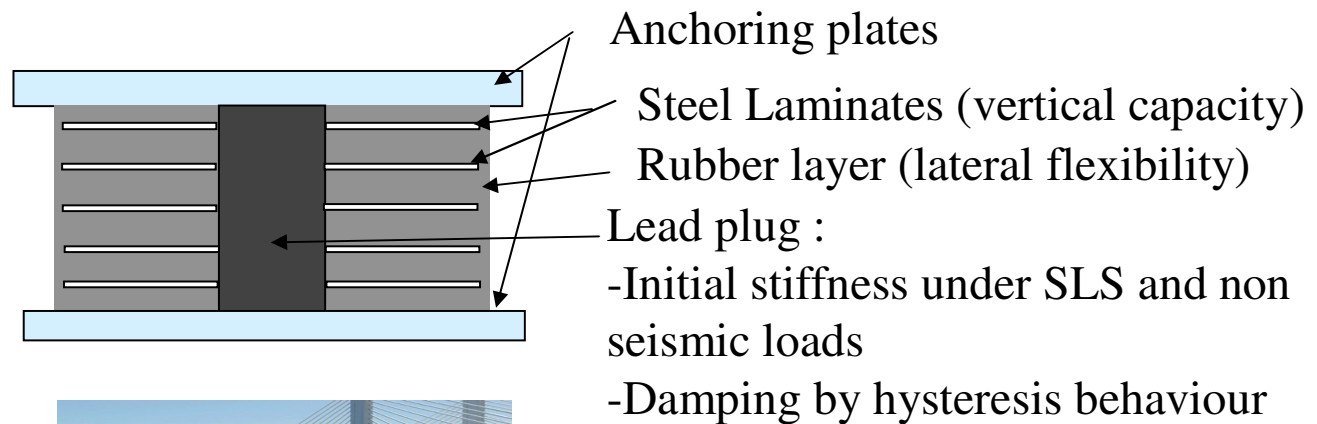 Anchoring plates
Steel Laminates (vertical capacity)
Rubber layer (lateral flexibility)
Lead plug :
-Initial stiffness under SLS and non
seismic loads
-Damping by hysteresis behaviour